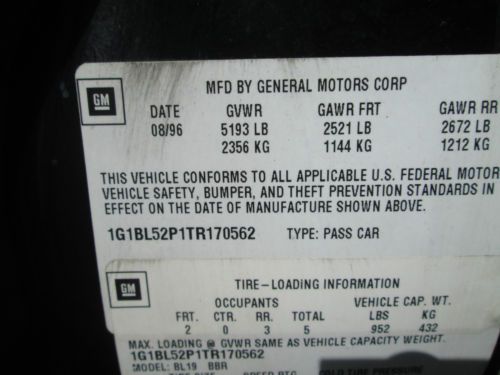 MFD BY GENERAL MOTORS CORP
GM
DATE GVWR GAWR FRT GAWR RR
08/96 5193 LB 2521 LB 2672 LB
2356 KG 1144 KG 1212 KG
THIS VEHICLE CONFORMS TO ALL APPLICABLE U.S. FEDERAL MOTOR
VEHICLE SAFETY, BUMPER, AND THEFT PREVENTION STANDARDS IN
EFFECT ON THE DATE OF MANUFACTURE SHOWN ABOVE.
1G1BL52P1TR170562 TYPE: PASS CAR
GM
TIRE-LOADING INFORMATION
OCCUPANTS VEHICLE CAP. WT.
FRT. CTR. RR. TOTAL LBS KG
2 0 3 5 952 432
MAX. LOADING @ GVWR SAME AS VEHICLE CAPACITY WEIGHT.
1G1BL52P1TR170562
MODEL: BL19 BBR